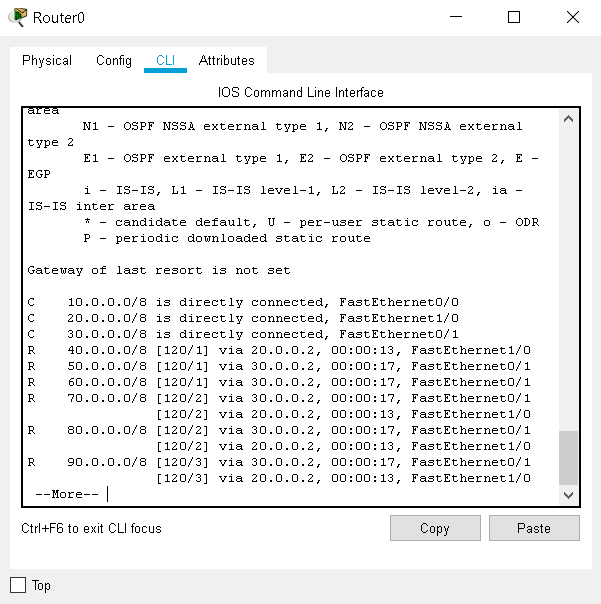 Router0
Physical Config CLI Attributes
IOS Command Line Interface
area
N1 - OSPF NSSA external type 1, N2 - OSPF NSSA external
type 2
E1 - OSPF external type 1, E2 - OSPF external type 2, E -
EGP
i - IS-IS, L1 - IS-IS level-1, L2 - IS-IS level-2, ia -
IS-IS inter area
* - candidate default, U - per-user static route, o - ODR
P - periodic downloaded static route
Gateway of last resort is not set
C    10.0.0.0/8 is directly connected, FastEthernet0/0
C    20.0.0.0/8 is directly connected, FastEthernet1/0
C    30.0.0.0/8 is directly connected, FastEthernet0/1
R    40.0.0.0/8 [120/1] via 20.0.0.2, 00:00:13, FastEthernet1/0
R    50.0.0.0/8 [120/1] via 30.0.0.2, 00:00:17, FastEthernet0/1
R    60.0.0.0/8 [120/1] via 30.0.0.2, 00:00:17, FastEthernet0/1
R    70.0.0.0/8 [120/2] via 30.0.0.2, 00:00:17, FastEthernet0/1
[120/2] via 20.0.0.2, 00:00:13, FastEthernet1/0
R    80.0.0.0/8 [120/2] via 30.0.0.2, 00:00:17, FastEthernet0/1
[120/2] via 20.0.0.2, 00:00:13, FastEthernet1/0
R    90.0.0.0/8 [120/3] via 30.0.0.2, 00:00:17, FastEthernet0/1
[120/3] via 20.0.0.2, 00:00:13, FastEthernet1/0
--More--
Ctrl+F6 to exit CLI focus
Copy Paste
Top